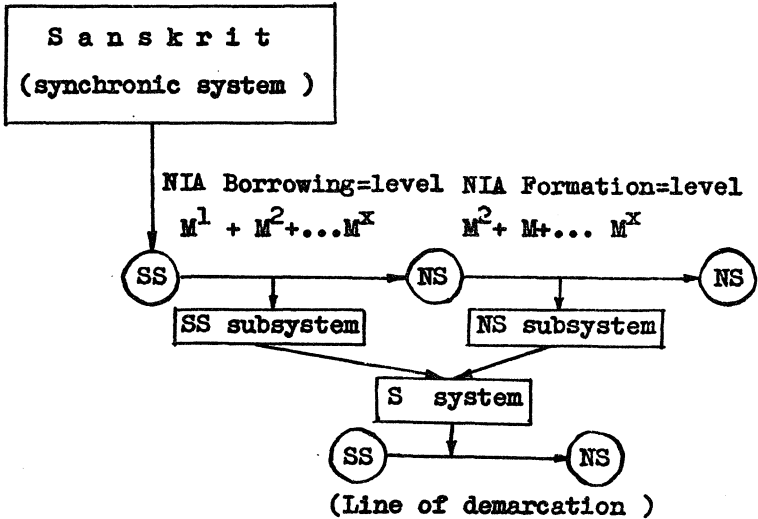 S a n s k r i t
(synchronic system )
NIA Borrowing=level
M¹ + M²+...Mˣ
NIA Formation=level
M²+ M+... Mˣ
SS
NS
NS
SS subsystem
NS subsystem
S system
SS
NS
(Line of demarcation )